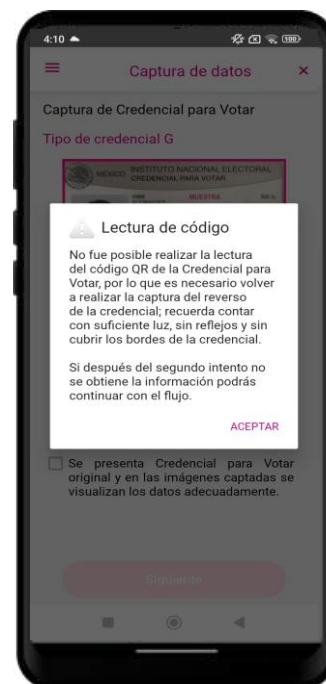 4:10
100
Captura de datos
Captura de Credencial para Votar
Tipo de credencial G
MÉXICO INSTITUTO NACIONAL ELECTORAL
CREDENCIAL PARA VOTAR
MUESTRA
Lectura de código
No fue posible realizar la lectura
del código QR de la Credencial para
Votar, por lo que es necesario volver
a realizar la captura del reverso
de la credencial; recuerda contar
con suficiente luz, sin reflejos y sin
cubrir los bordes de la credencial.
Si después del segundo intento no
se obtiene la información podrás
continuar con el flujo.
ACEPTAR
Se presenta Credencial para Votar
original y en las imágenes captadas se
visualizan los datos adecuadamente.
Siguiente